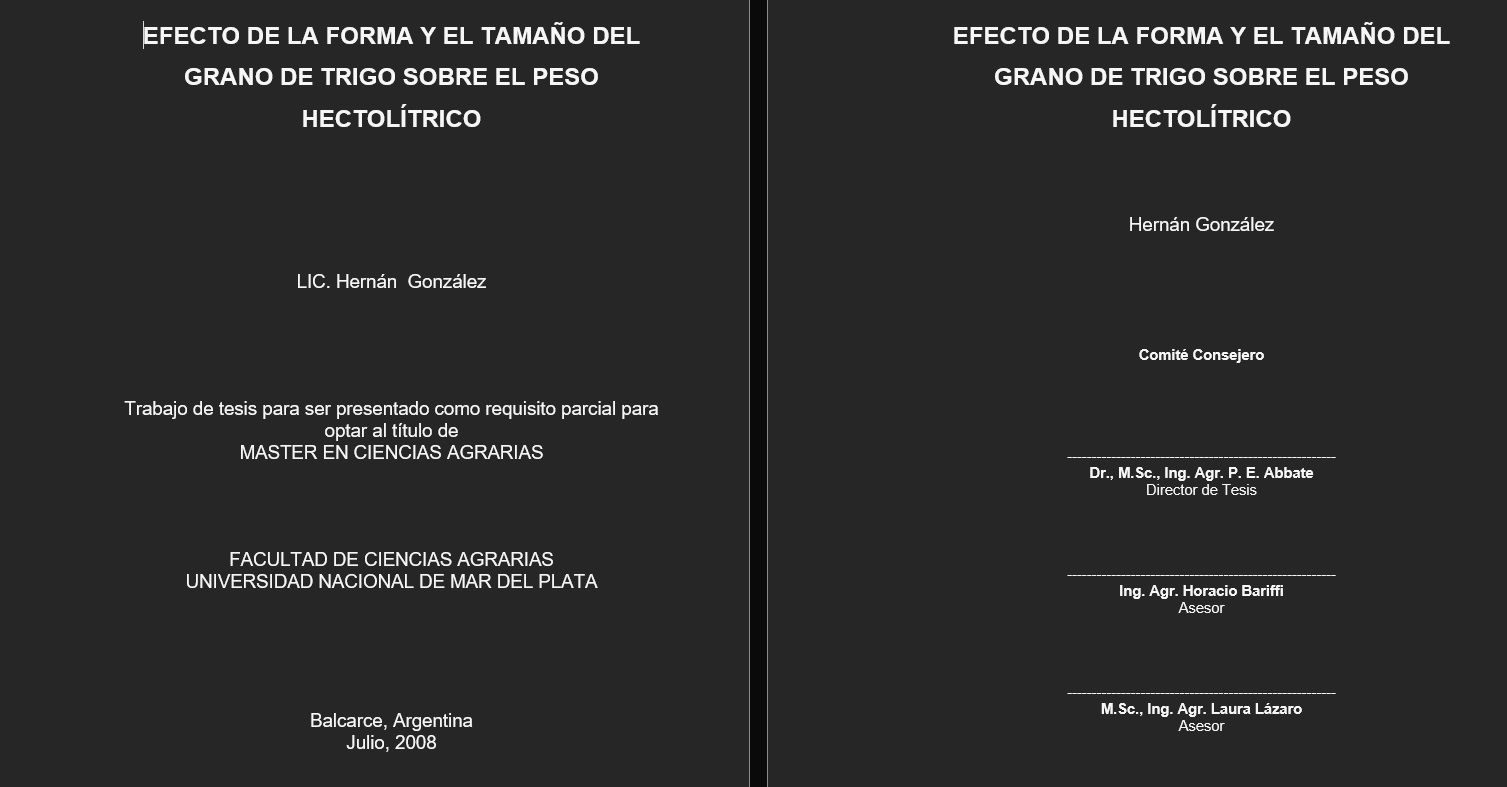 EFECTO DE LA FORMA Y EL TAMAÑO DEL
GRANO DE TRIGO SOBRE EL PESO
HECTOLÍTRICO
LIC. Hernán  González
Trabajo de tesis para ser presentado como requisito parcial para
optar al título de
MASTER EN CIENCIAS AGRARIAS
FACULTAD DE CIENCIAS AGRARIAS
UNIVERSIDAD NACIONAL DE MAR DEL PLATA
Balcarce, Argentina
Julio, 2008
EFECTO DE LA FORMA Y EL TAMAÑO DEL
GRANO DE TRIGO SOBRE EL PESO
HECTOLÍTRICO
Hernán González
Comité Consejero
Dr., M.Sc., Ing. Agr. P. E. Abbate
Director de Tesis
Ing. Agr. Horacio Bariffi
Asesor
M.Sc., Ing. Agr. Laura Lázaro
Asesor